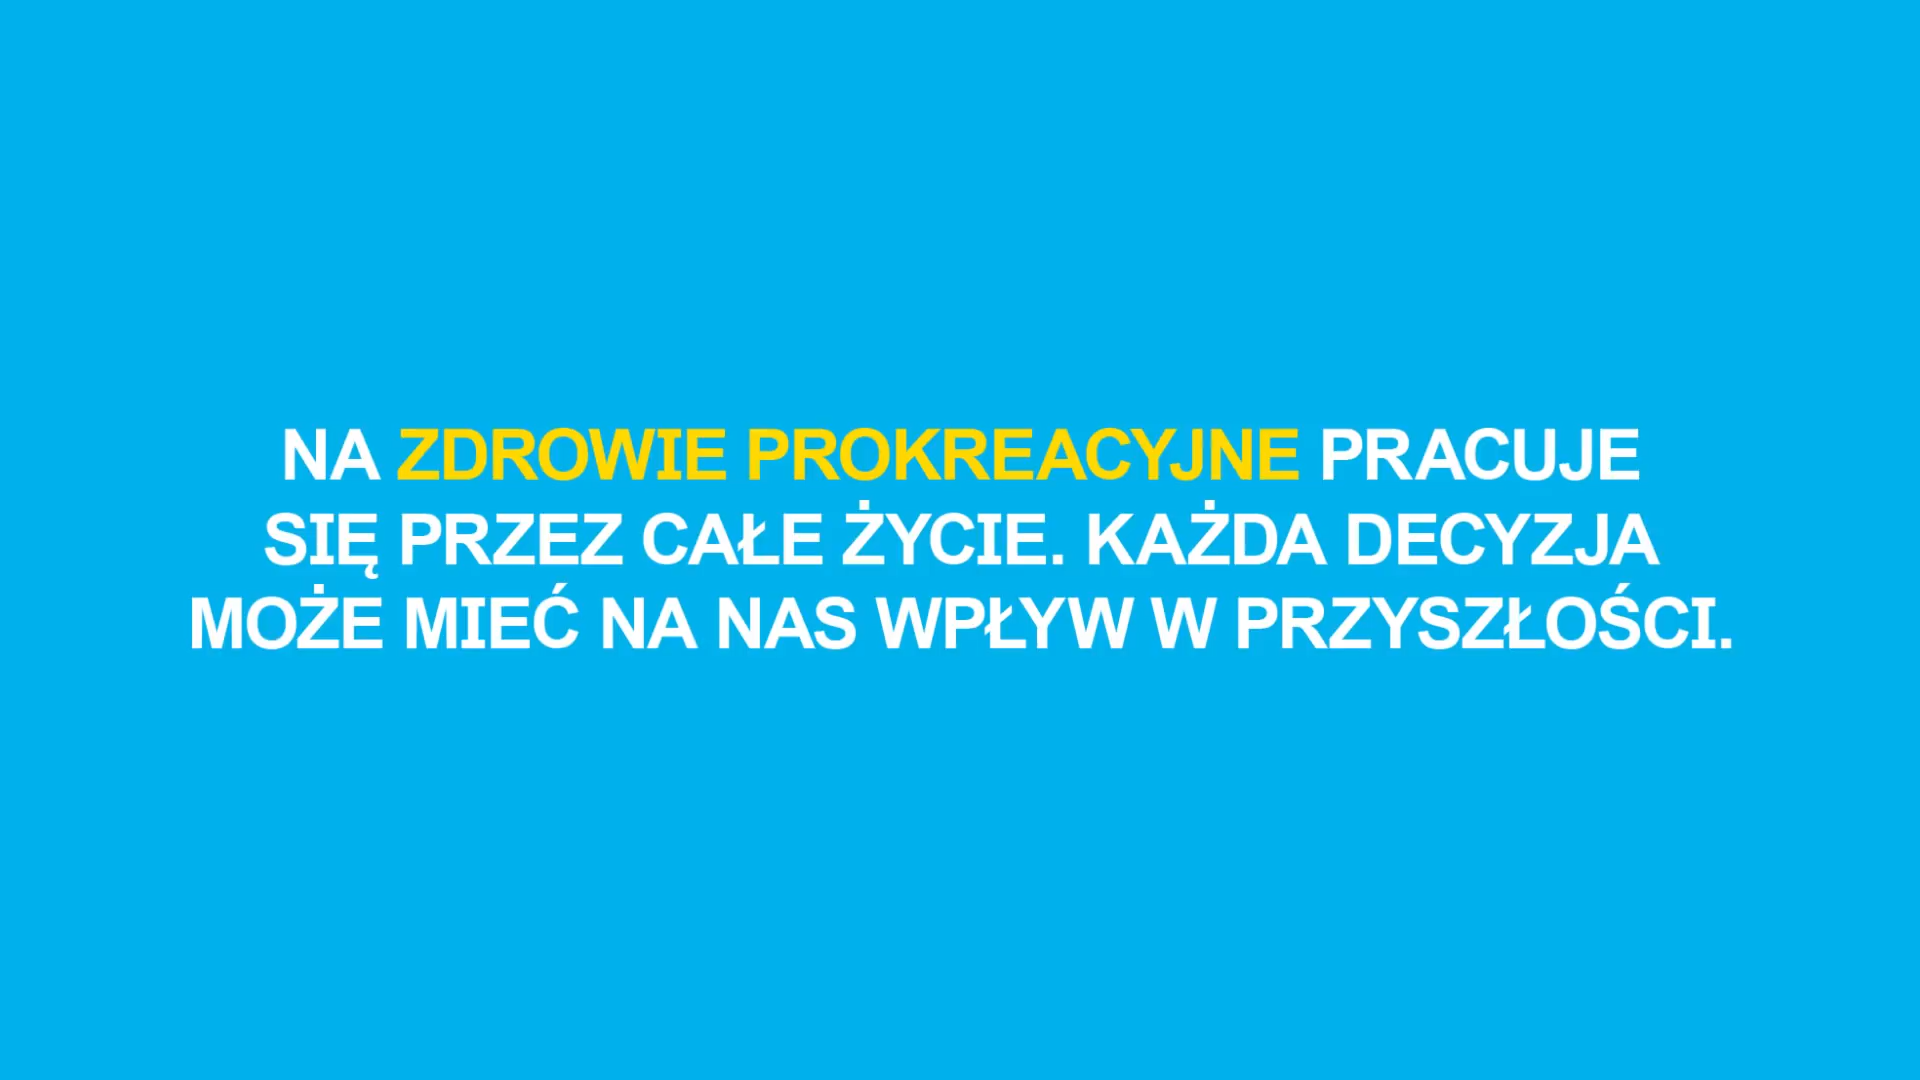 NA ZDROWIE PROKREACYJNE PRACUJE
SIĘ PRZEZ CAŁE ŻYCIE. KAŻDA DECYZJA
MOŻE MIEĆ NA NAS WPŁYW W PRZYSZŁOŚCI.